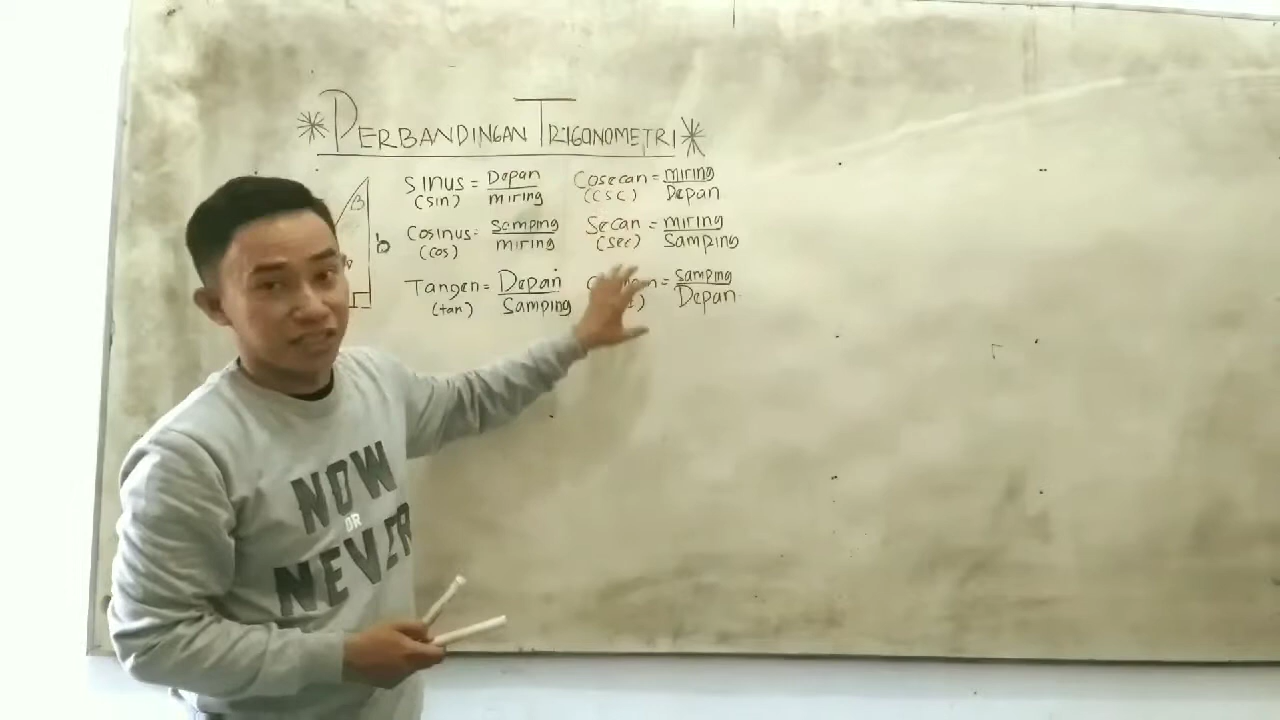 * PERBANDINGAN TRIGONOMETRI *
Sinus = Depan / miring
(sin)
Cosecan = miring / Depan
(csc)
Cosinus = samping / miring
(cos)
Secan = miring / Samping
(sec)
Tangen = Depan / Samping
(tan)
= samping / Depan
β
b
NOW
OR
NEVER